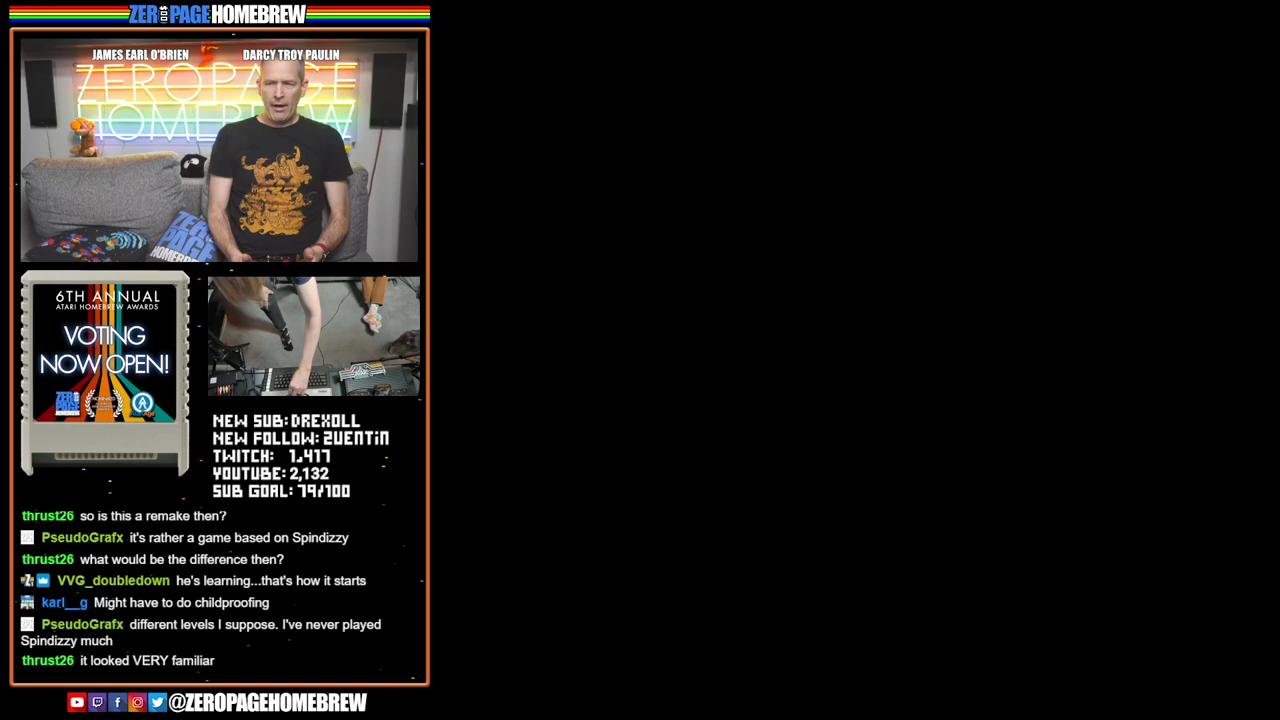 ZEROPAGE HOMEBREW
JAMES EARL O'BRIEN
DARCY TROY PAULIN
ZEROPAGE
HOMEBREW
ZERO
PAGE
HOMEBREW
6TH ANNUAL
ATARI HOMEBREW AWARDS
VOTING
NOW OPEN!
NEW SUB: DREXOLL
NEW FOLLOW: ZUENTIN
TWITCH: 1,417
YOUTUBE: 2,132
SUB GOAL: 79/100
thrust26 so is this a remake then?
PseudoGrafx it's rather a game based on Spindizzy
thrust26 what would be the difference then?
VVG_doubledown he's learning...that's how it starts
karl__g Might have to do childproofing
PseudoGrafx different levels I suppose. I've never played
Spindizzy much
thrust26 it looked VERY familiar
@ZEROPAGEHOMEBREW